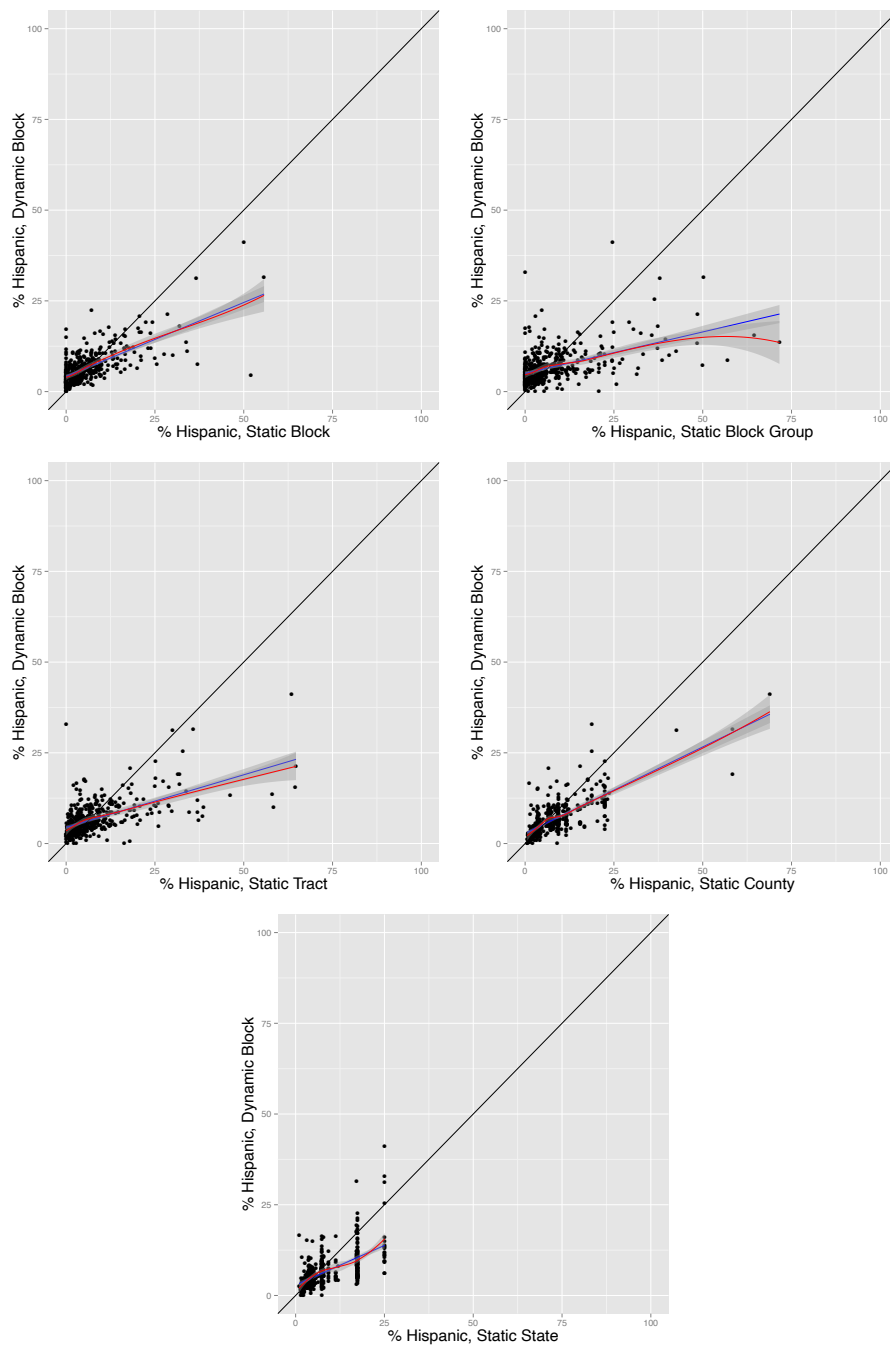 100
75
50
25
0
% Hispanic, Dynamic Block
0 25 50 75 100
% Hispanic, Static Block
100
75
50
25
0
% Hispanic, Dynamic Block
0 25 50 75 100
% Hispanic, Static Block Group
100
75
50
25
0
% Hispanic, Dynamic Block
0 25 50 75 100
% Hispanic, Static Tract
100
75
50
25
0
% Hispanic, Dynamic Block
0 25 50 75 100
% Hispanic, Static County
100
75
50
25
0
% Hispanic, Dynamic Block
0 25 50 75 100
% Hispanic, Static State